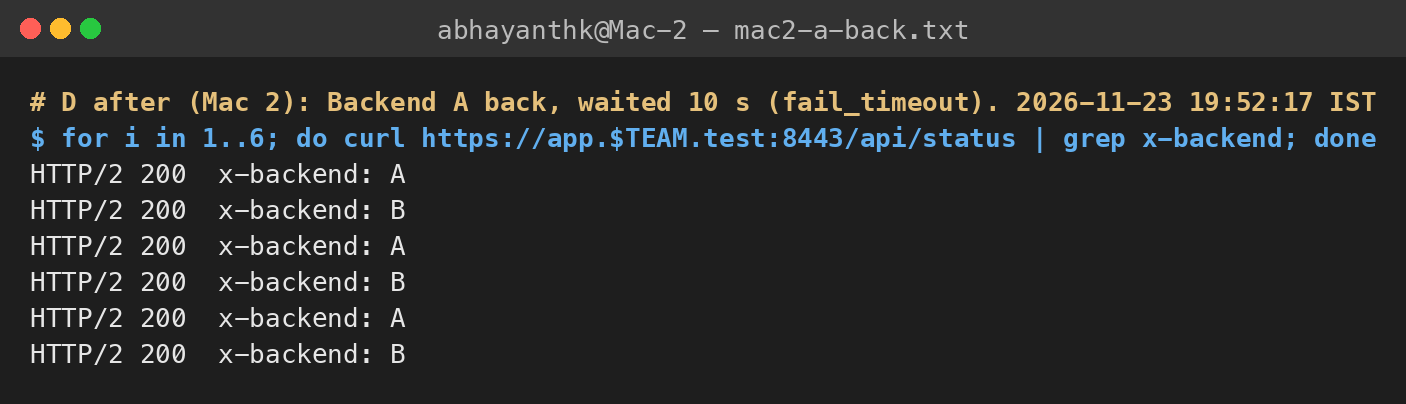 abhayanthk@Mac-2 — mac2-a-back.txt
# D after (Mac 2): Backend A back, waited 10 s (fail_timeout). 2026-11-23 19:52:17 IST
$ for i in 1..6; do curl https://app.$TEAM.test:8443/api/status | grep x-backend; done
HTTP/2 200  x-backend: A
HTTP/2 200  x-backend: B
HTTP/2 200  x-backend: A
HTTP/2 200  x-backend: B
HTTP/2 200  x-backend: A
HTTP/2 200  x-backend: B